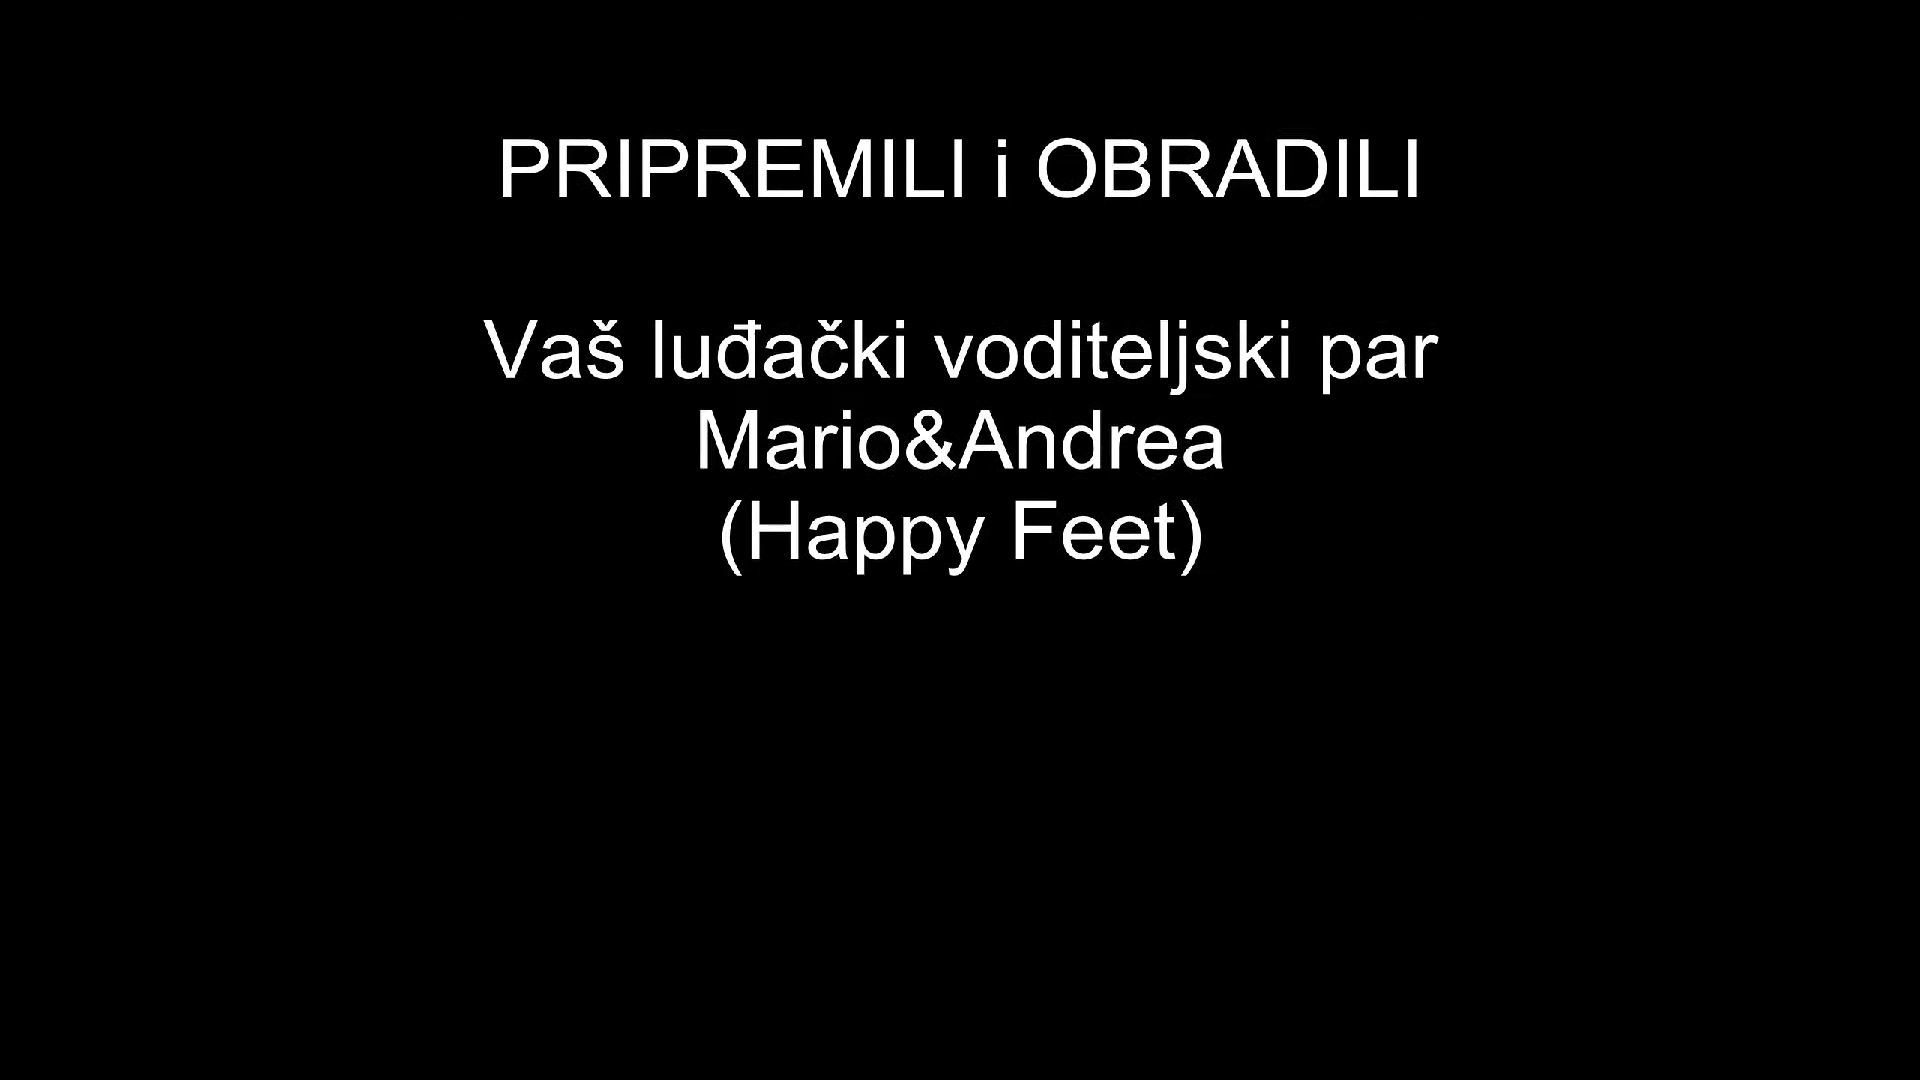 PRIPREMILI i OBRADILI
Vaš luđački voditeljski par
Mario&Andrea
(Happy Feet)